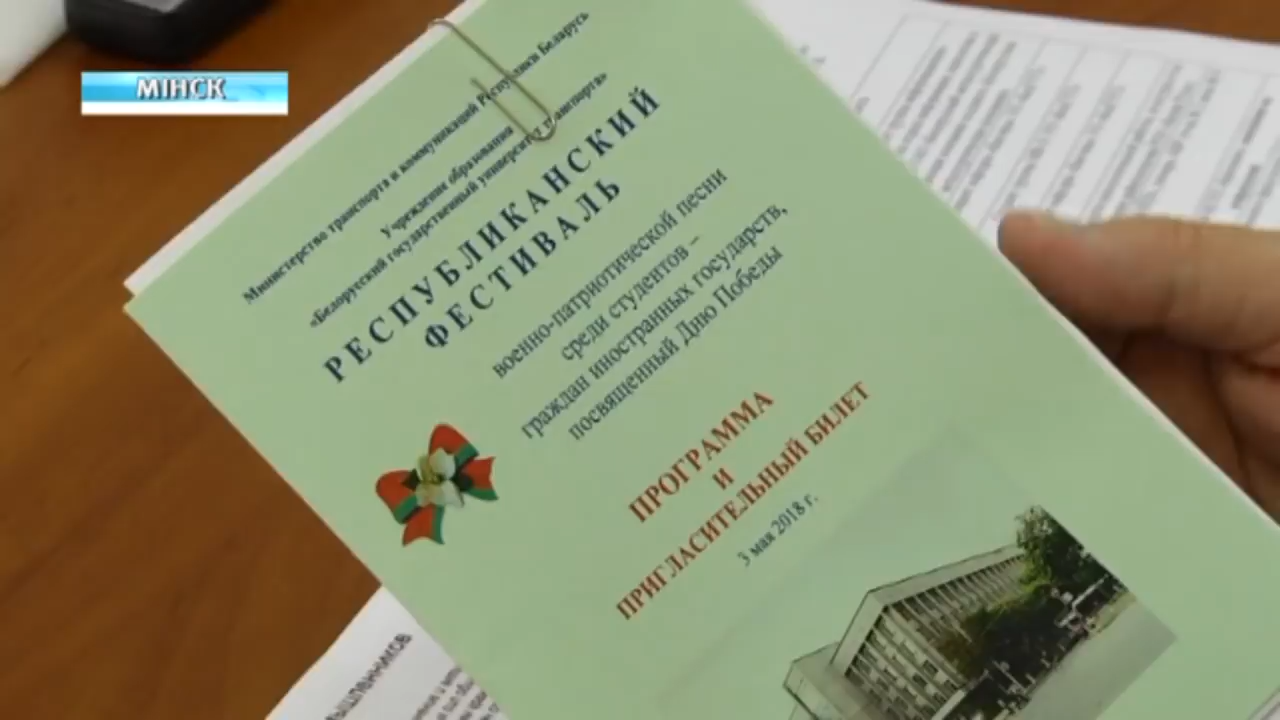 МІНСК
Министерство транспорта и коммуникаций Республики Беларусь
Учреждение образования
«Белорусский государственный университет транспорта»
РЕСПУБЛИКАНСКИЙ
ФЕСТИВАЛЬ
военно-патриотической песни
среди студентов –
граждан иностранных государств,
посвященный Дню Победы
ПРОГРАММА
И
ПРИГЛАСИТЕЛЬНЫЙ БИЛЕТ
3 мая 2018 г.